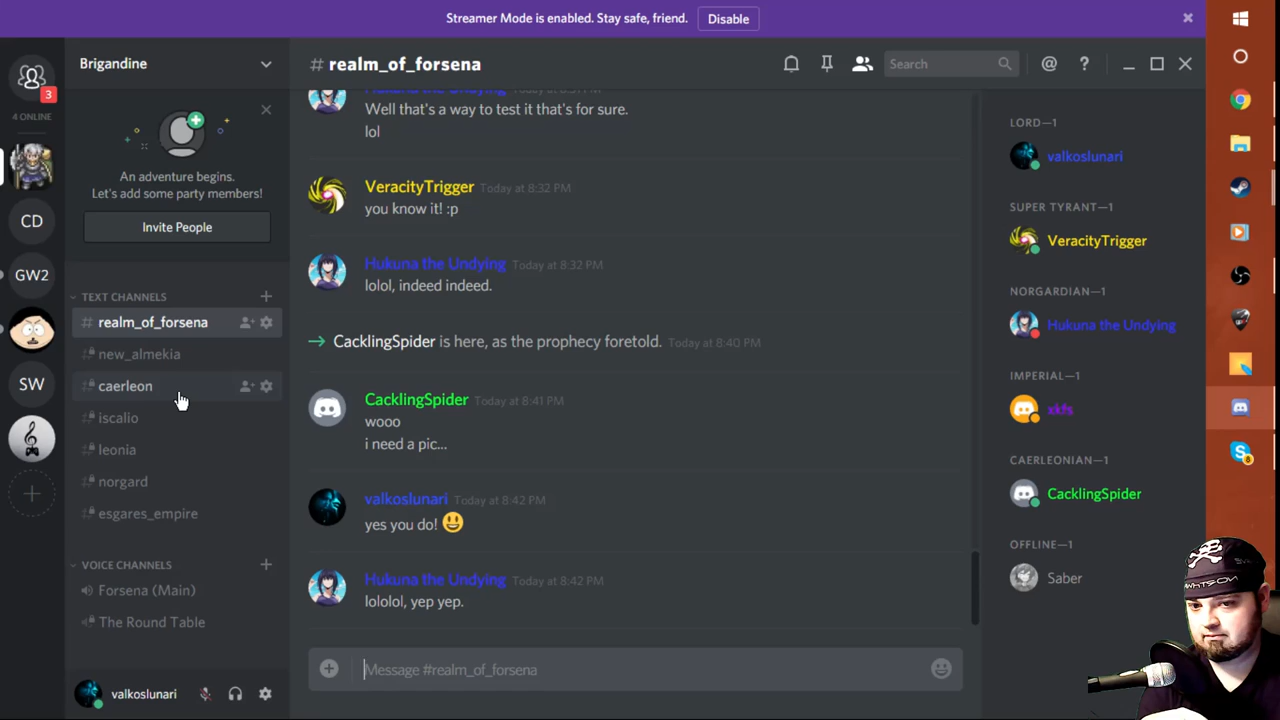 Streamer Mode is enabled. Stay safe, friend.
Disable
3
4 ONLINE
CD
GW2
SW
Brigandine
An adventure begins.
Let's add some party members!
Invite People
TEXT CHANNELS
# realm_of_forsena
new_almekia
caerleon
iscalio
leonia
norgard
esgares_empire
VOICE CHANNELS
Forsena (Main)
The Round Table
valkoslunari
# realm_of_forsena
Search
Well that's a way to test it that's for sure.
lol
VeracityTrigger Today at 8:32 PM
you know it! :p
Hukuna the Undying Today at 8:32 PM
lolol, indeed indeed.
CacklingSpider is here, as the prophecy foretold. Today at 8:40 PM
CacklingSpider Today at 8:41 PM
wooo
i need a pic...
valkoslunari Today at 8:42 PM
yes you do! 😃
Hukuna the Undying Today at 8:42 PM
lololol, yep yep.
Message #realm_of_forsena
LORD—1
valkoslunari
SUPER TYRANT—1
VeracityTrigger
NORGARDIAN—1
Hukuna the Undying
IMPERIAL—1
xkfs
CAERLEONIAN—1
CacklingSpider
OFFLINE—1
Saber